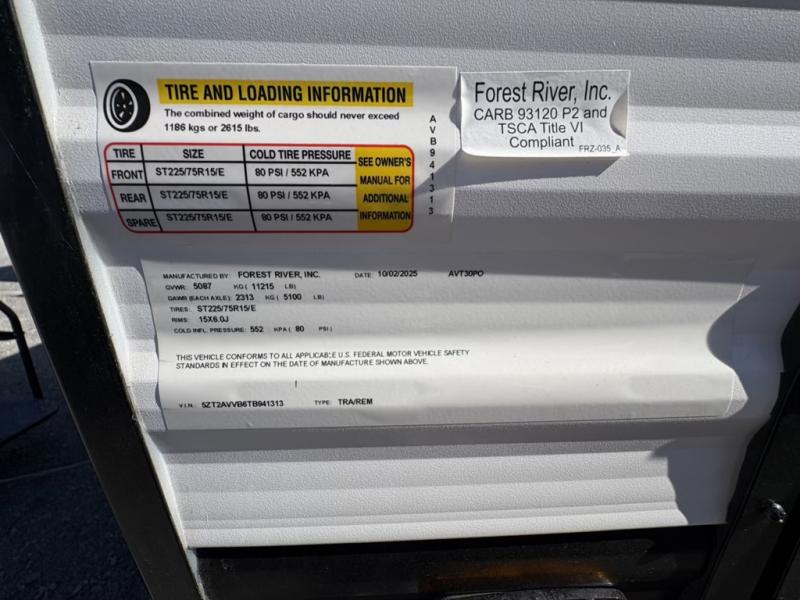 TIRE AND LOADING INFORMATION
The combined weight of cargo should never exceed
1186 kgs or 2615 lbs.
TIRE SIZE COLD TIRE PRESSURE SEE OWNER'S MANUAL FOR ADDITIONAL INFORMATION
FRONT ST225/75R15/E 80 PSI / 552 KPA
REAR ST225/75R15/E 80 PSI / 552 KPA
SPARE ST225/75R15/E 80 PSI / 552 KPA
AVB941313
Forest River, Inc.
CARB 93120 P2 and
TSCA Title VI
Compliant
FRZ-035_A
MANUFACTURED BY: FOREST RIVER, INC. DATE: 10/02/2025 AVT30PO
GVWR: 5087 KG ( 11215 LB)
GAWR (EACH AXLE): 2313 KG ( 5100 LB)
TIRES: ST225/75R15/E
RIMS: 15X6.0J
COLD INFL. PRESSURE: 552 KPA ( 80 PSI )
THIS VEHICLE CONFORMS TO ALL APPLICABLE U.S. FEDERAL MOTOR VEHICLE SAFETY
STANDARDS IN EFFECT ON THE DATE OF MANUFACTURE SHOWN ABOVE.
V.I.N. 5ZT2AVVB6TB941313 TYPE: TRA/REM